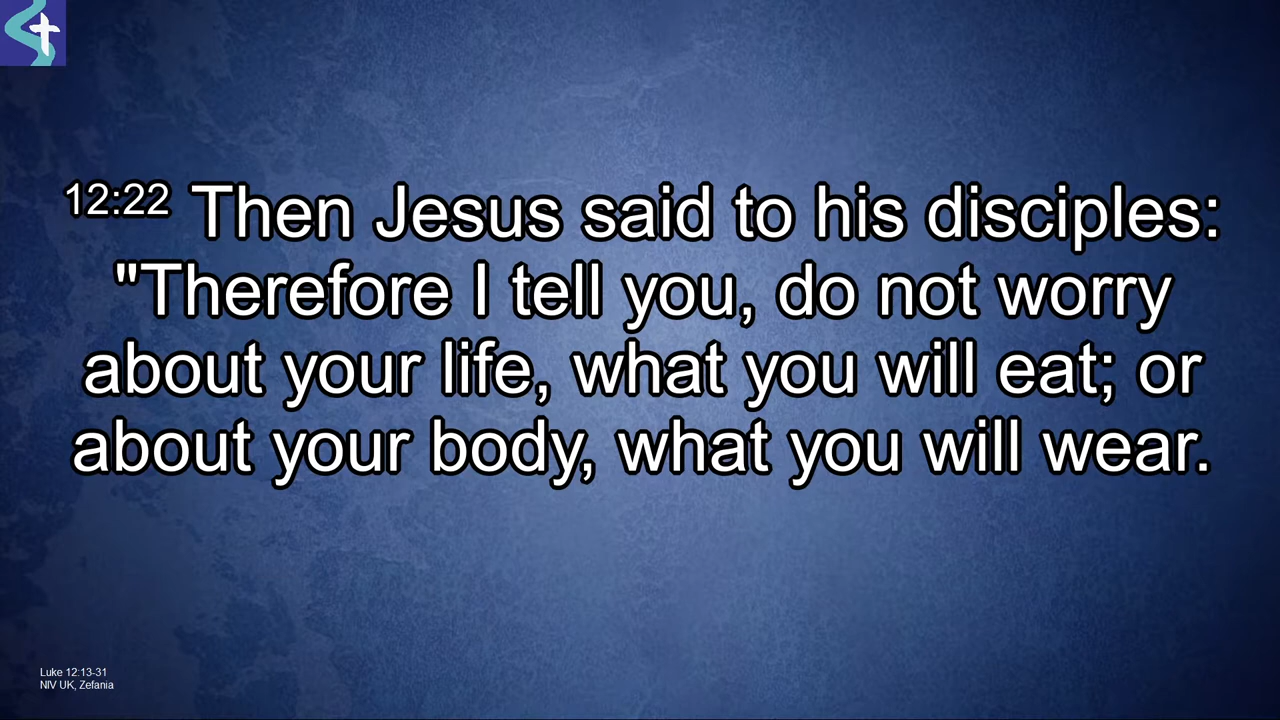 12:22 Then Jesus said to his disciples:
"Therefore I tell you, do not worry
about your life, what you will eat; or
about your body, what you will wear.
Luke 12:13-31
NIV UK, Zefania